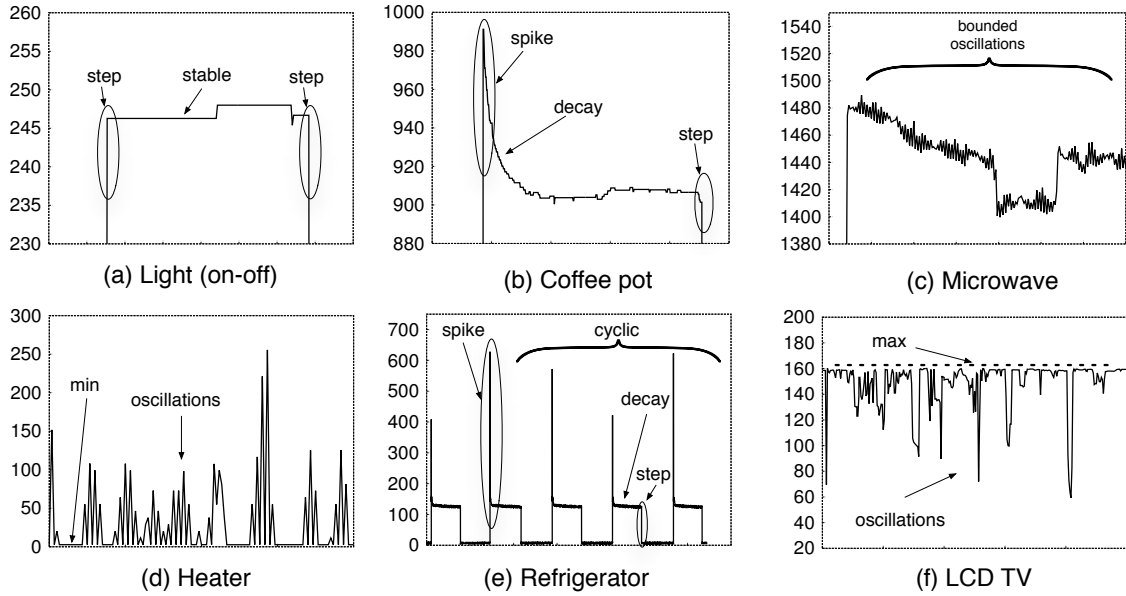 260
255
250
245
240
235
230
step
stable
step
(a) Light (on-off)
1000
980
960
940
920
900
880
spike
decay
step
(b) Coffee pot
1540
1520
1500
1480
1460
1440
1420
1400
1380
bounded
oscillations
(c) Microwave
300
250
200
150
100
50
0
min
oscillations
(d) Heater
700
600
500
400
300
200
100
0
spike
cyclic
decay
step
(e) Refrigerator
200
180
160
140
120
100
80
60
40
20
max
oscillations
(f) LCD TV